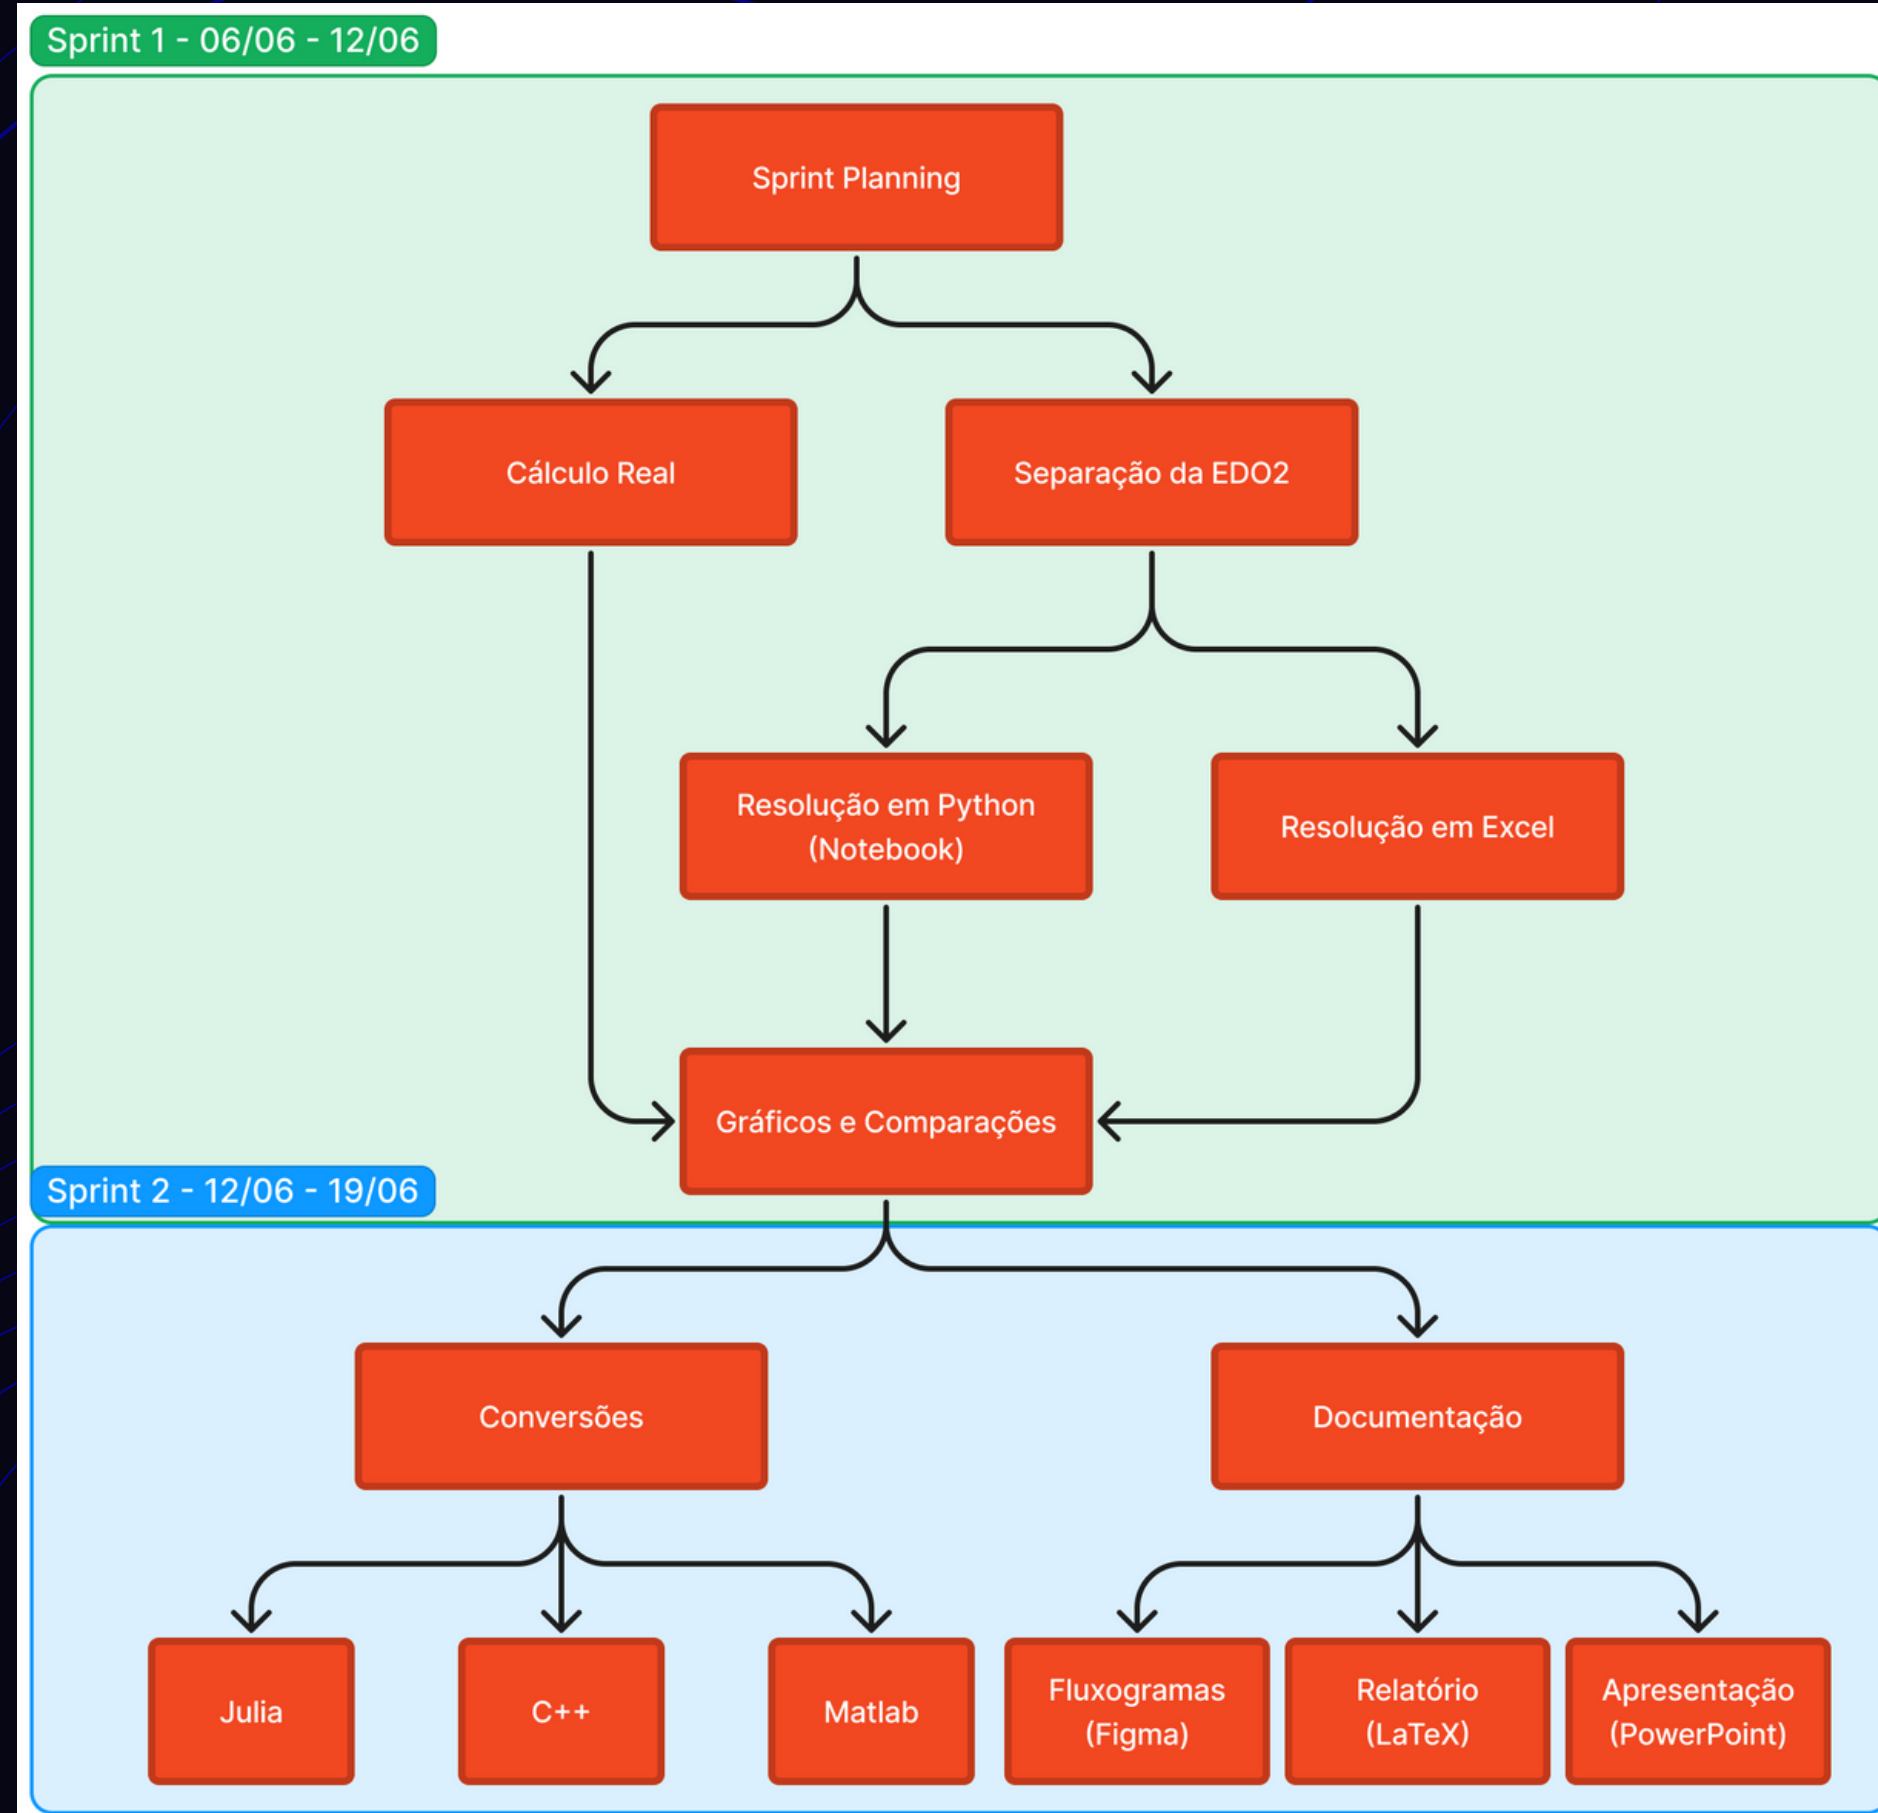 Sprint 1 - 06/06 - 12/06
Sprint Planning
Cálculo Real
Separação da EDO2
Resolução em Python
(Notebook)
Resolução em Excel
Gráficos e Comparações
Sprint 2 - 12/06 - 19/06
Conversões
Documentação
Julia
C++
Matlab
Fluxogramas
(Figma)
Relatório
(LaTeX)
Apresentação
(PowerPoint)